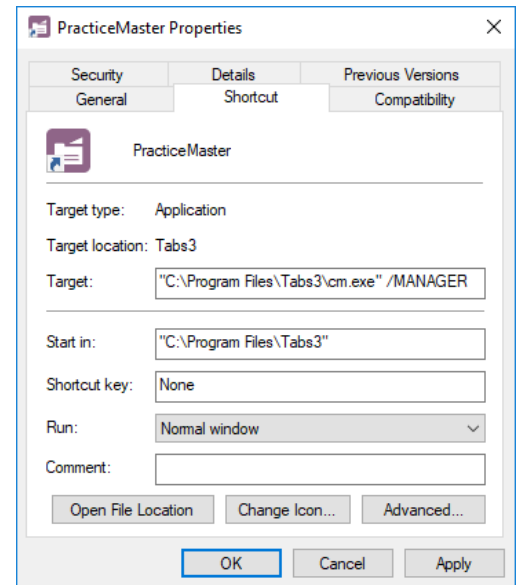 PracticeMaster Properties
Security Details Previous Versions
General Shortcut Compatibility
PracticeMaster
Target type: Application
Target location: Tabs3
Target: "C:\Program Files\Tabs3\cm.exe" /MANAGER
Start in: "C:\Program Files\Tabs3"
Shortcut key: None
Run: Normal window
Comment:
Open File Location Change Icon... Advanced...
OK Cancel Apply